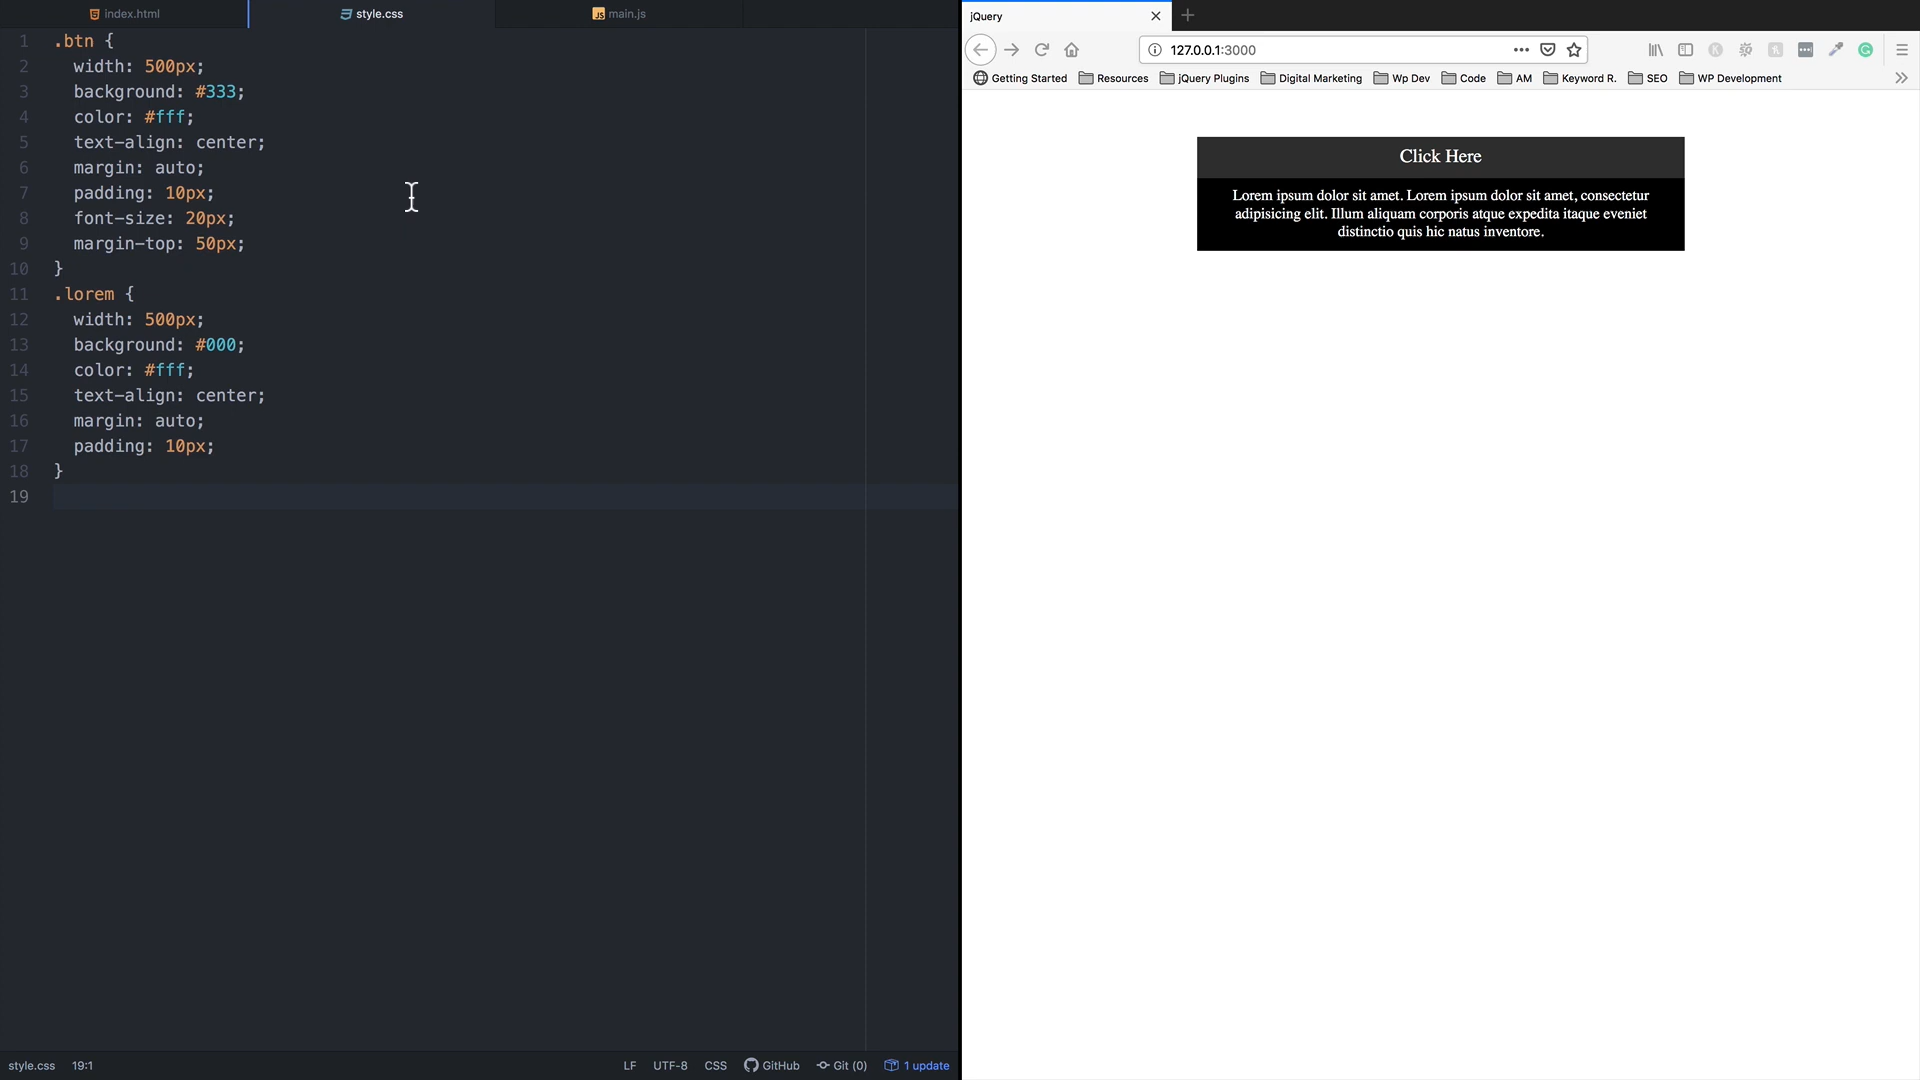 index.html
style.css
main.js
1 .btn {
2 width: 500px;
3 background: #333;
4 color: #fff;
5 text-align: center;
6 margin: auto;
7 padding: 10px;
8 font-size: 20px;
9 margin-top: 50px;
10 }
11 .lorem {
12 width: 500px;
13 background: #000;
14 color: #fff;
15 text-align: center;
16 margin: auto;
17 padding: 10px;
18 }
19
style.css 19:1 LF UTF-8 CSS GitHub Git (0) 1 update
jQuery
127.0.0.1:3000
Getting Started Resources jQuery Plugins Digital Marketing Wp Dev Code AM Keyword R. SEO WP Development
Click Here
Lorem ipsum dolor sit amet. Lorem ipsum dolor sit amet, consectetur
adipisicing elit. Illum aliquam corporis atque expedita itaque eveniet
distinctio quis hic natus inventore.